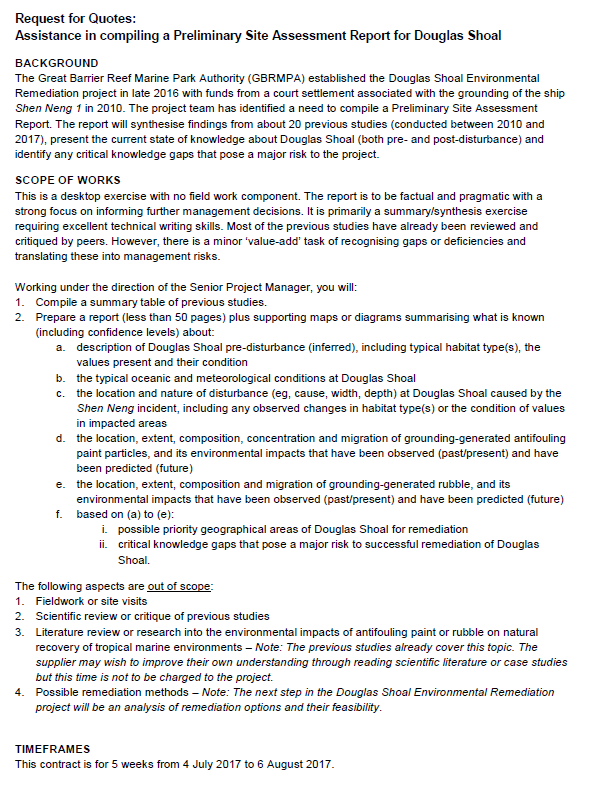 Request for Quotes:
Assistance in compiling a Preliminary Site Assessment Report for Douglas Shoal
BACKGROUND
The Great Barrier Reef Marine Park Authority (GBRMPA) established the Douglas Shoal Environmental
Remediation project in late 2016 with funds from a court settlement associated with the grounding of the ship
Shen Neng 1 in 2010. The project team has identified a need to compile a Preliminary Site Assessment
Report. The report will synthesise findings from about 20 previous studies (conducted between 2010 and
2017), present the current state of knowledge about Douglas Shoal (both pre- and post-disturbance) and
identify any critical knowledge gaps that pose a major risk to the project.
SCOPE OF WORKS
This is a desktop exercise with no field work component. The report is to be factual and pragmatic with a
strong focus on informing further management decisions. It is primarily a summary/synthesis exercise
requiring excellent technical writing skills. Most of the previous studies have already been reviewed and
critiqued by peers. However, there is a minor 'value-add' task of recognising gaps or deficiencies and
translating these into management risks.
Working under the direction of the Senior Project Manager, you will:
1. Compile a summary table of previous studies.
2. Prepare a report (less than 50 pages) plus supporting maps or diagrams summarising what is known
(including confidence levels) about:
a. description of Douglas Shoal pre-disturbance (inferred), including typical habitat type(s), the
values present and their condition
b. the typical oceanic and meteorological conditions at Douglas Shoal
c. the location and nature of disturbance (eg, cause, width, depth) at Douglas Shoal caused by the
Shen Neng incident, including any observed changes in habitat type(s) or the condition of values
in impacted areas
d. the location, extent, composition, concentration and migration of grounding-generated antifouling
paint particles, and its environmental impacts that have been observed (past/present) and have
been predicted (future)
e. the location, extent, composition and migration of grounding-generated rubble, and its
environmental impacts that have been observed (past/present) and have been predicted (future)
f. based on (a) to (e):
i. possible priority geographical areas of Douglas Shoal for remediation
ii. critical knowledge gaps that pose a major risk to successful remediation of Douglas
Shoal.
The following aspects are out of scope:
1. Fieldwork or site visits
2. Scientific review or critique of previous studies
3. Literature review or research into the environmental impacts of antifouling paint or rubble on natural
recovery of tropical marine environments – Note: The previous studies already cover this topic. The
supplier may wish to improve their own understanding through reading scientific literature or case studies
but this time is not to be charged to the project.
4. Possible remediation methods – Note: The next step in the Douglas Shoal Environmental Remediation
project will be an analysis of remediation options and their feasibility.
TIMEFRAMES
This contract is for 5 weeks from 4 July 2017 to 6 August 2017.